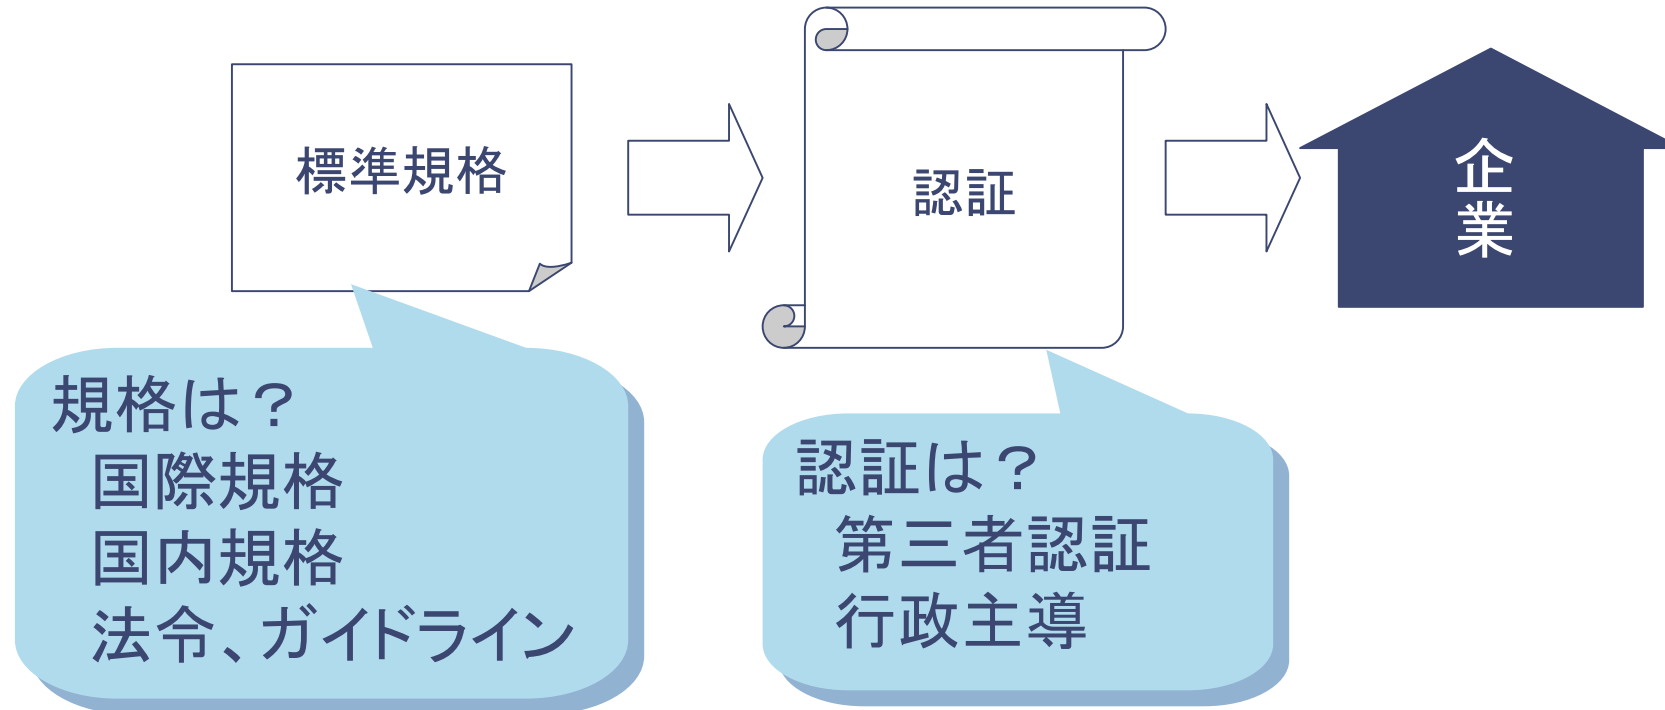 標準規格
認証
企業
規格は？
国際規格
国内規格
法令、ガイドライン
認証は？
第三者認証
行政主導